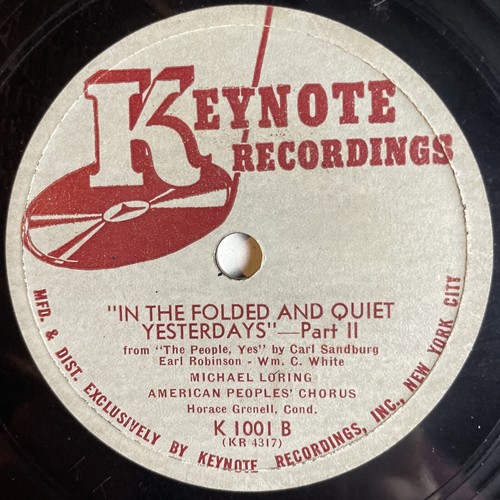 KEYNOTE
RECORDINGS
"IN THE FOLDED AND QUIET
YESTERDAYS"—Part II
from "The People, Yes" by Carl Sandburg
Earl Robinson - Wm. C. White
MICHAEL LORING
AMERICAN PEOPLES' CHORUS
Horace Grenell, Cond.
K 1001 B
(KR 4317)
MFD. & DIST. EXCLUSIVELY BY KEYNOTE RECORDINGS, INC., NEW YORK CITY